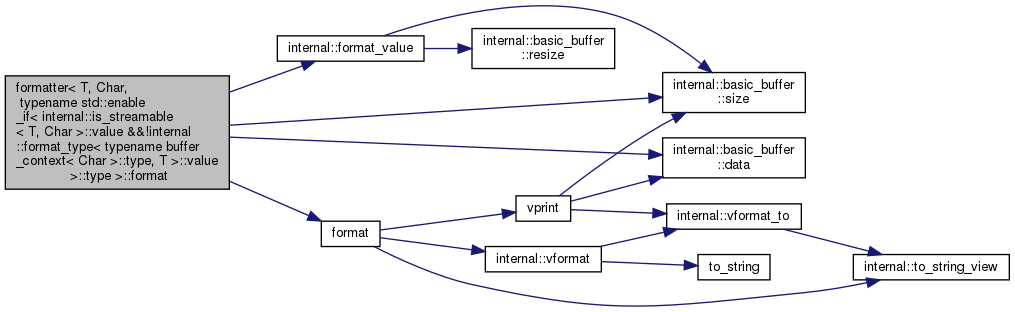 formatter< T, Char,
typename std::enable
_if< internal::is_streamable
< T, Char >::value &&!internal
::format_type< typename buffer
_context< Char >::type, T >::value
>::type >::format
internal::format_value
internal::basic_buffer
::resize
internal::basic_buffer
::size
internal::basic_buffer
::data
vprint
internal::vformat_to
format
internal::vformat
to_string
internal::to_string_view